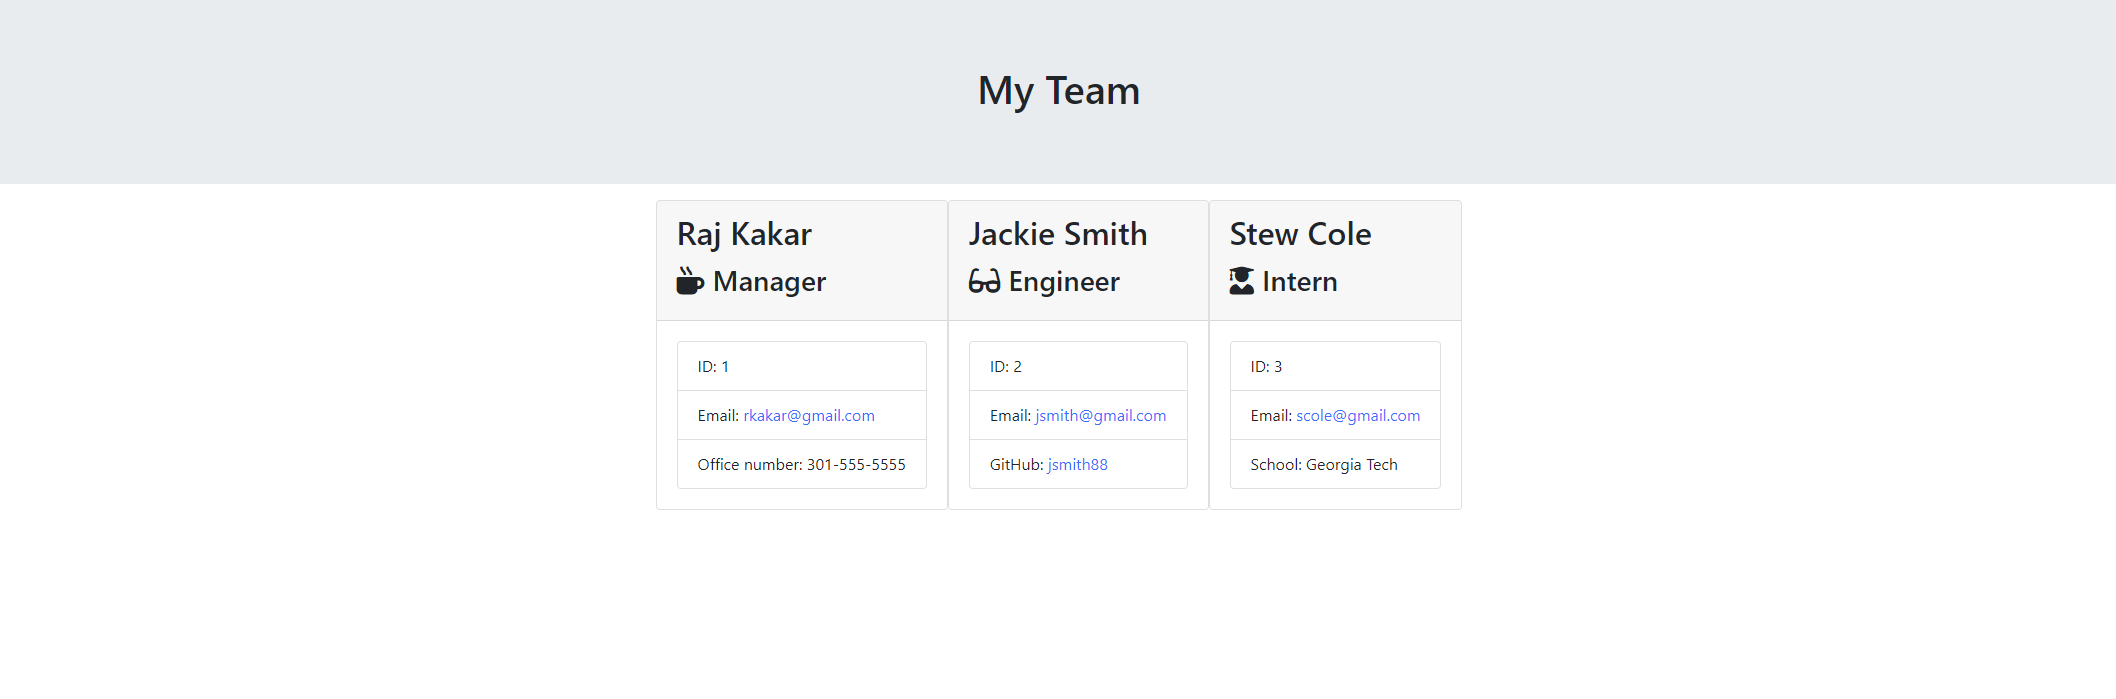 My Team
Raj Kakar
Manager
ID: 1
Email: rkakar@gmail.com
Office number: 301-555-5555
Jackie Smith
Engineer
ID: 2
Email: jsmith@gmail.com
GitHub: jsmith88
Stew Cole
Intern
ID: 3
Email: scole@gmail.com
School: Georgia Tech